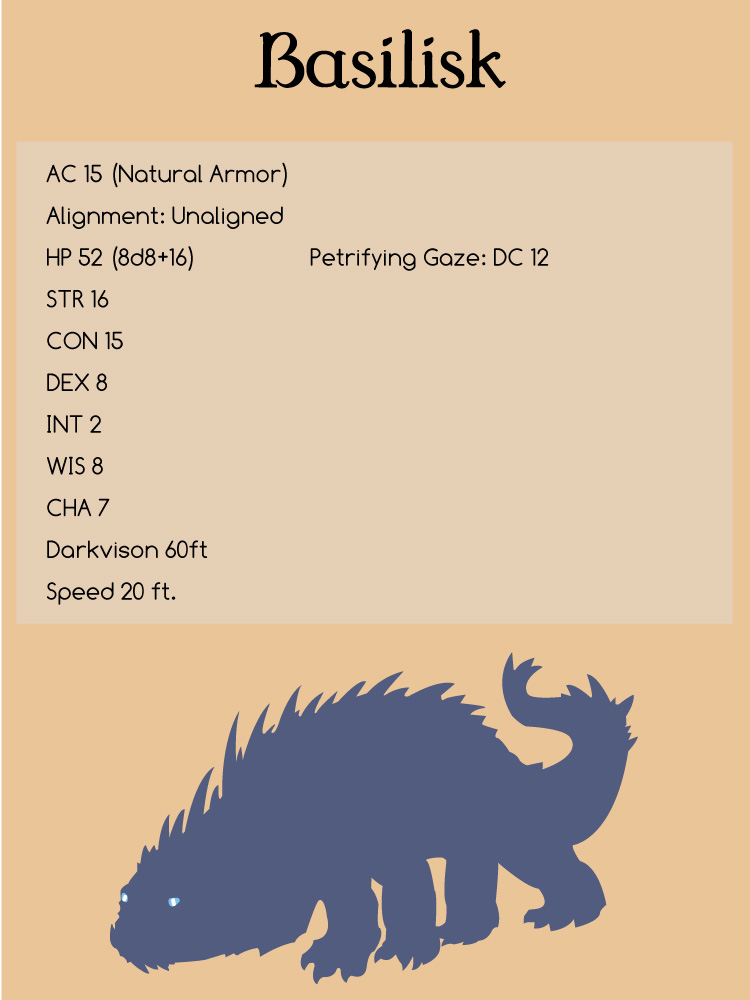 Basilisk
AC 15 (Natural Armor)
Alignment: Unaligned
HP 52 (8d8+16) Petrifying Gaze: DC 12
STR 16
CON 15
DEX 8
INT 2
WIS 8
CHA 7
Darkvison 60ft
Speed 20 ft.